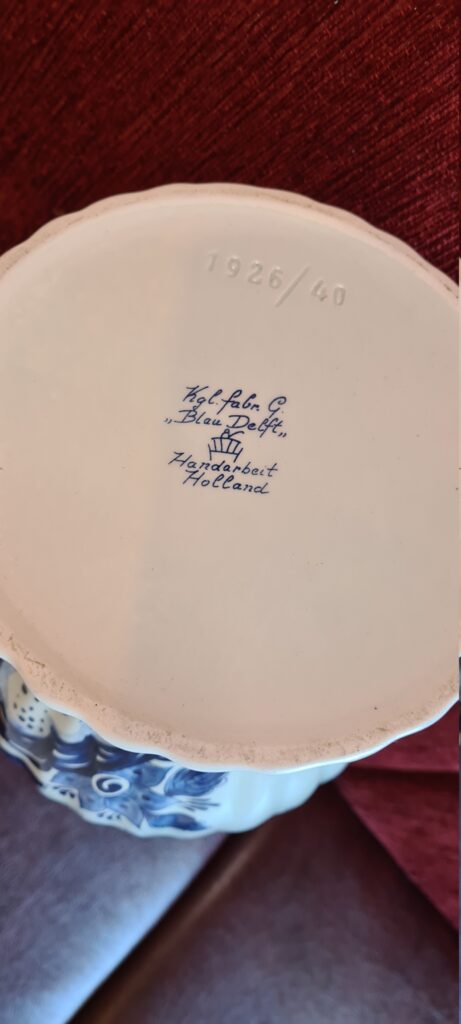 1926/40
Kgl. fabr. G.
„Blau Delft„
Handarbeit
Holland